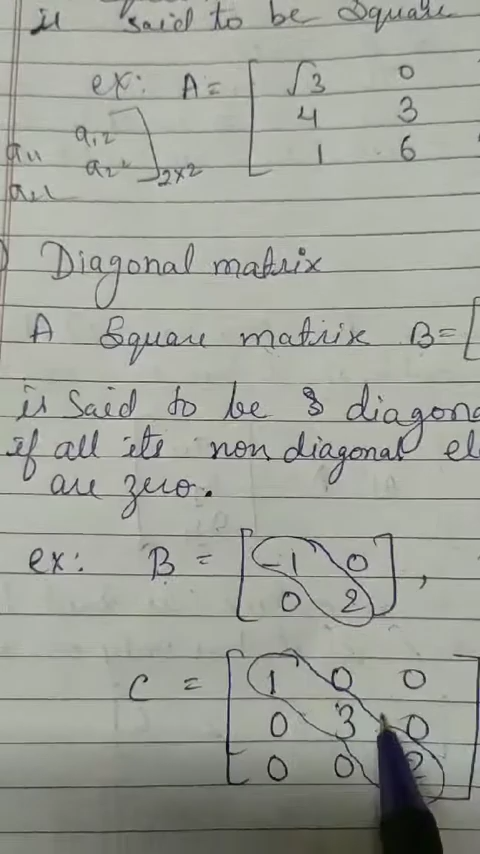 is said to be Square
ex: A = [ √3 0
4 3
1 6
a₁₁ a₁₂
a₂₁ a₂₂ ]2×2
Diagonal matrix
A Square matrix B = [
is said to be diagona
if all its non diagonal el
are zero.
ex: B = [ -1 0
0 2 ] ,
C = [ 1 0 0
0 3 0
0 0 2 ]